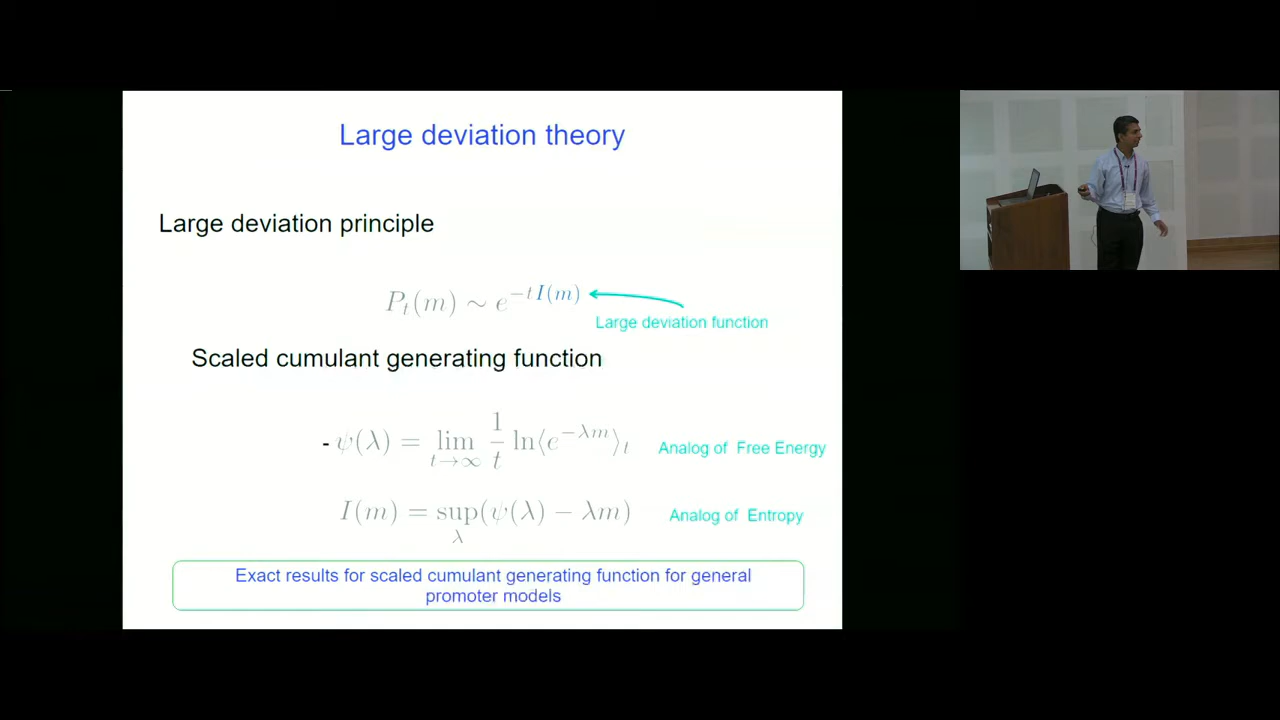 Large deviation theory
Large deviation principle
P_t(m) ∼ e^{−tI(m)}
Large deviation function
Scaled cumulant generating function
- ψ(λ) = lim_{t→∞} 1/t ln⟨e^{−λm}⟩_t
Analog of Free Energy
I(m) = sup_λ(ψ(λ) − λm)
Analog of Entropy
Exact results for scaled cumulant generating function for general
promoter models